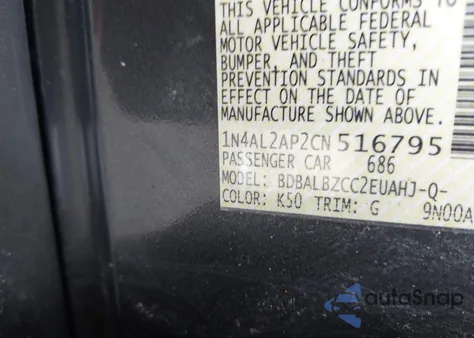 THIS VEHICLE CONFORMS TO
ALL APPLICABLE FEDERAL
MOTOR VEHICLE SAFETY,
BUMPER, AND THEFT
PREVENTION STANDARDS IN
EFFECT ON THE DATE OF
MANUFACTURE SHOWN ABOVE.
1N4AL2AP2CN 516795
PASSENGER CAR 686
MODEL: BDBALBZCC2EUAHJ-Q-
COLOR: K50 TRIM: G 9N00A
autoSnap